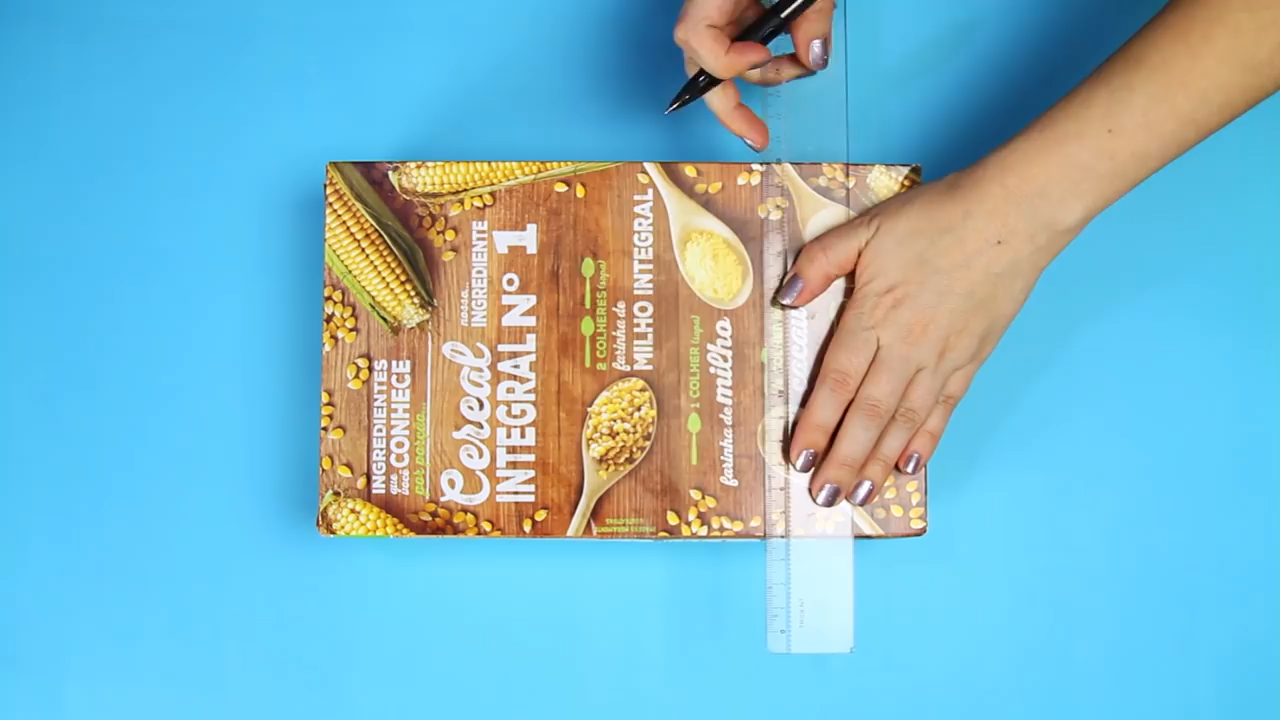 INGREDIENTES
que
você CONHECE
por porção...
Cereal
nosso...
INGREDIENTE
INTEGRAL Nº 1
2 COLHERES (sopa)
farinha de
MILHO INTEGRAL
1 COLHER (sopa)
farinha de milho
TRIDENT